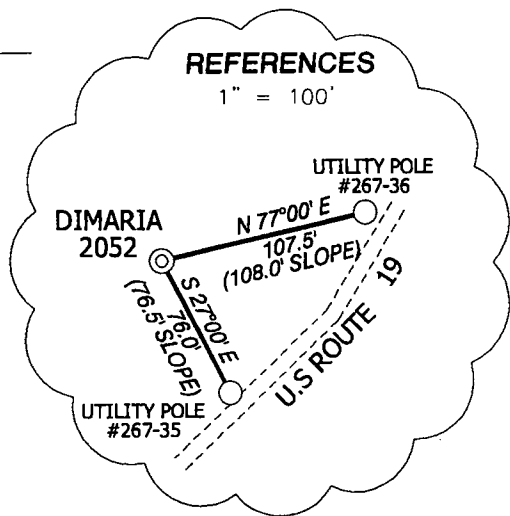 REFERENCES
1" = 100'
UTILITY POLE
#267-36
DIMARIA
2052
N 77°00' E
107.5'
(108.0' SLOPE)
S 27°00' E
76.0'
(76.5' SLOPE)
U.S ROUTE 19
UTILITY POLE
#267-35